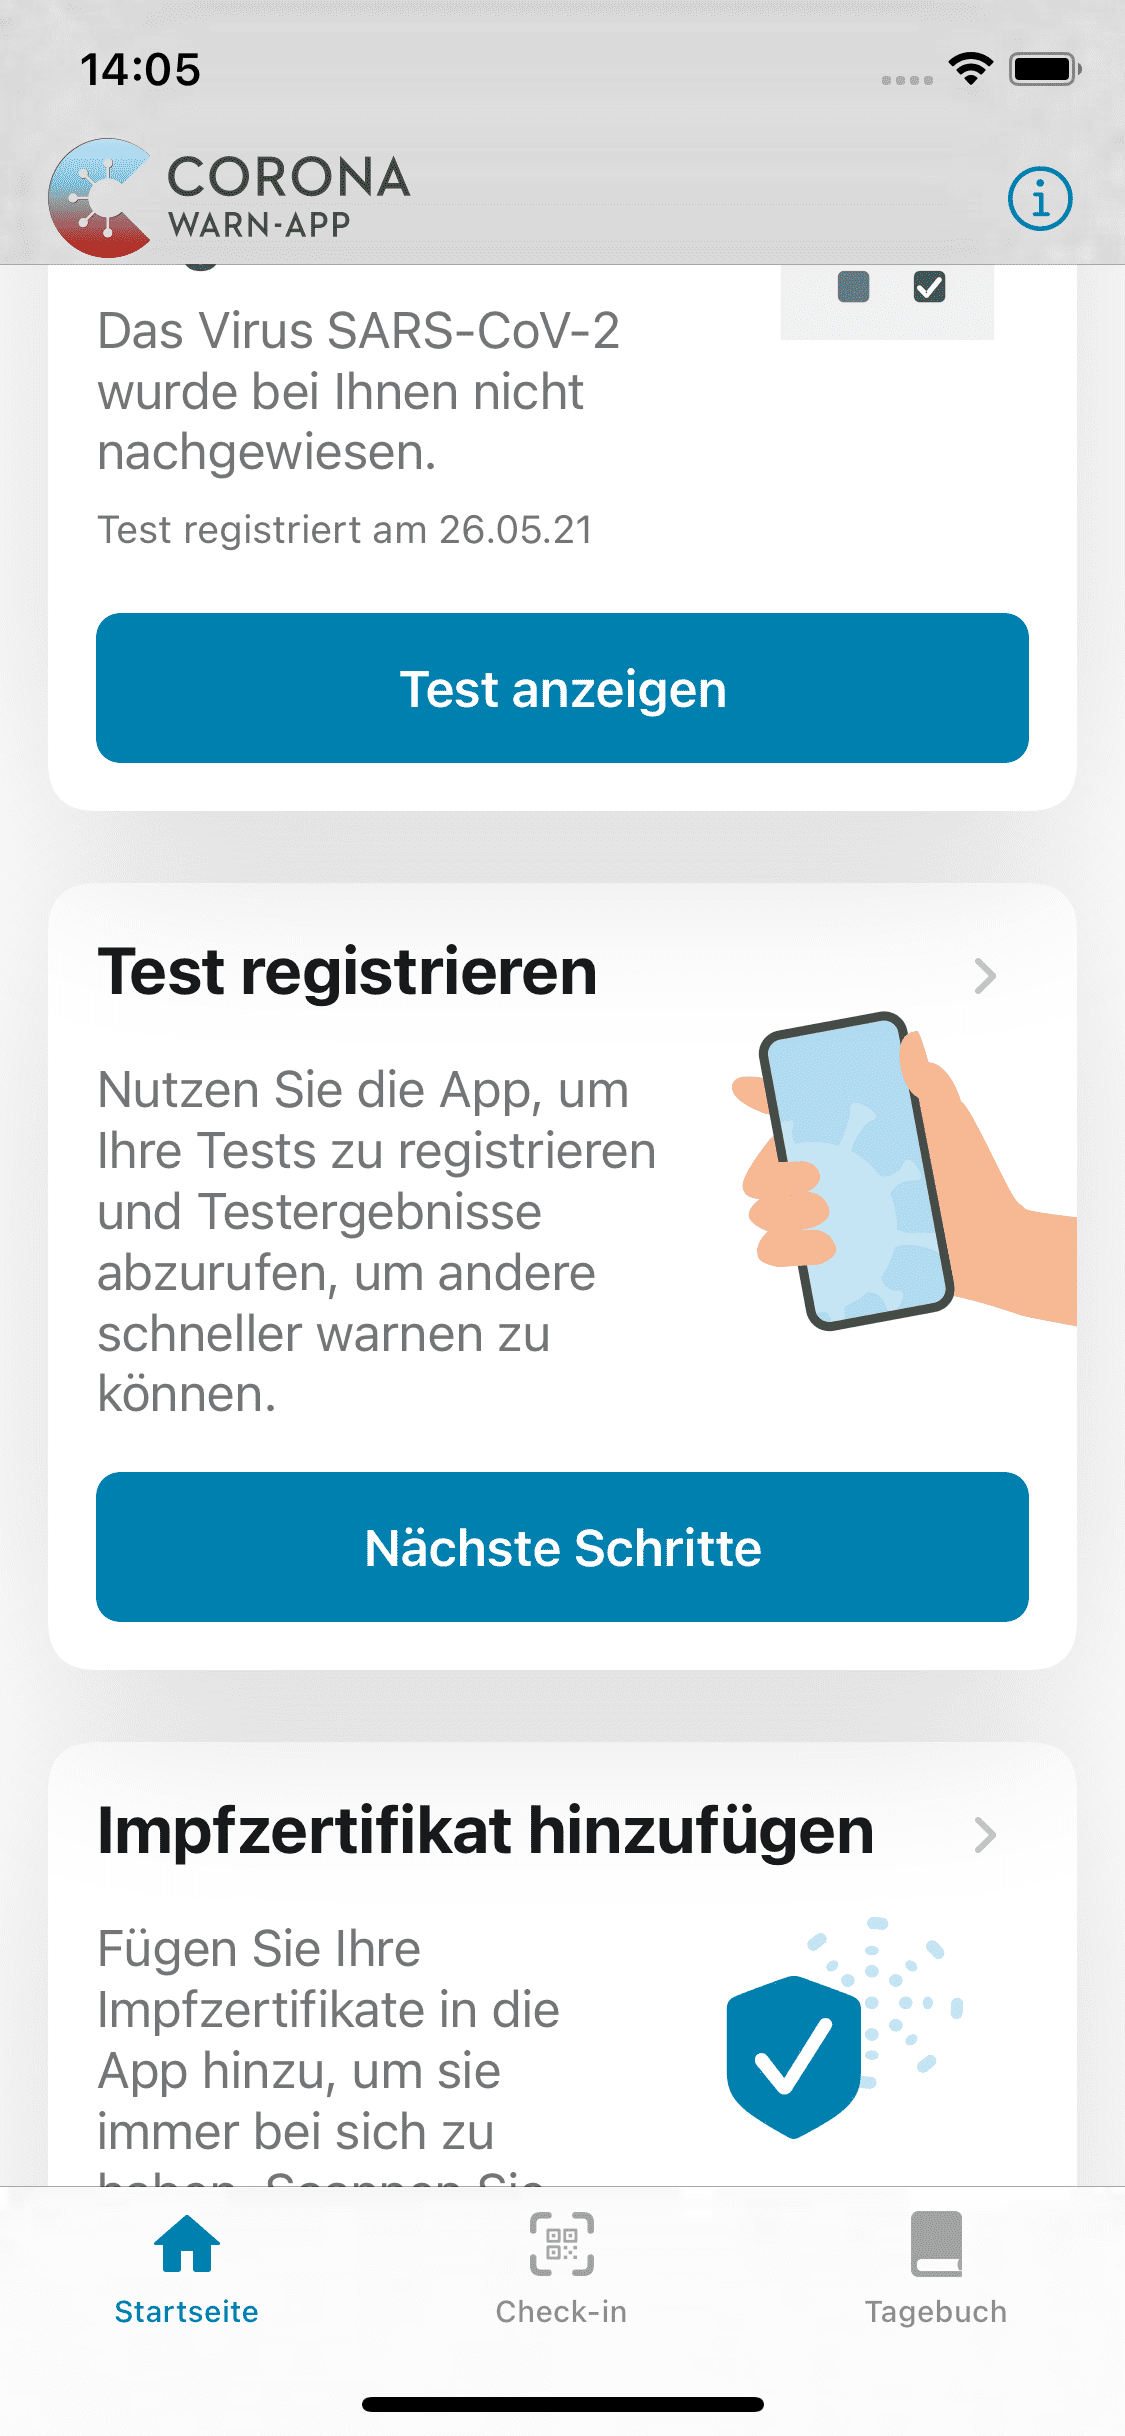 14:05
CORONA
WARN-APP
Das Virus SARS-CoV-2
wurde bei Ihnen nicht
nachgewiesen.
Test registriert am 26.05.21
Test anzeigen
Test registrieren
Nutzen Sie die App, um
Ihre Tests zu registrieren
und Testergebnisse
abzurufen, um andere
schneller warnen zu
können.
Nächste Schritte
Impfzertifikat hinzufügen
Fügen Sie Ihre
Impfzertifikate in die
App hinzu, um sie
immer bei sich zu
haben. Scannen Sie
Startseite
Check-in
Tagebuch